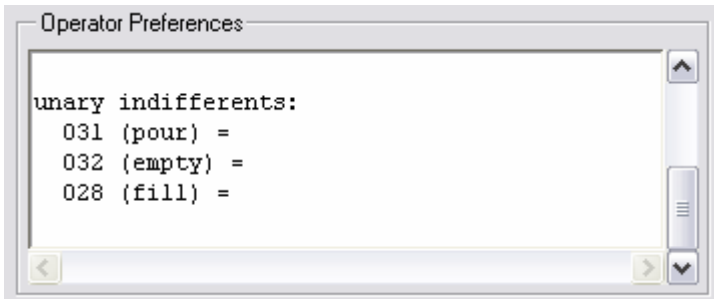 Operator Preferences
unary indifferents:
031 (pour) =
032 (empty) =
028 (fill) =